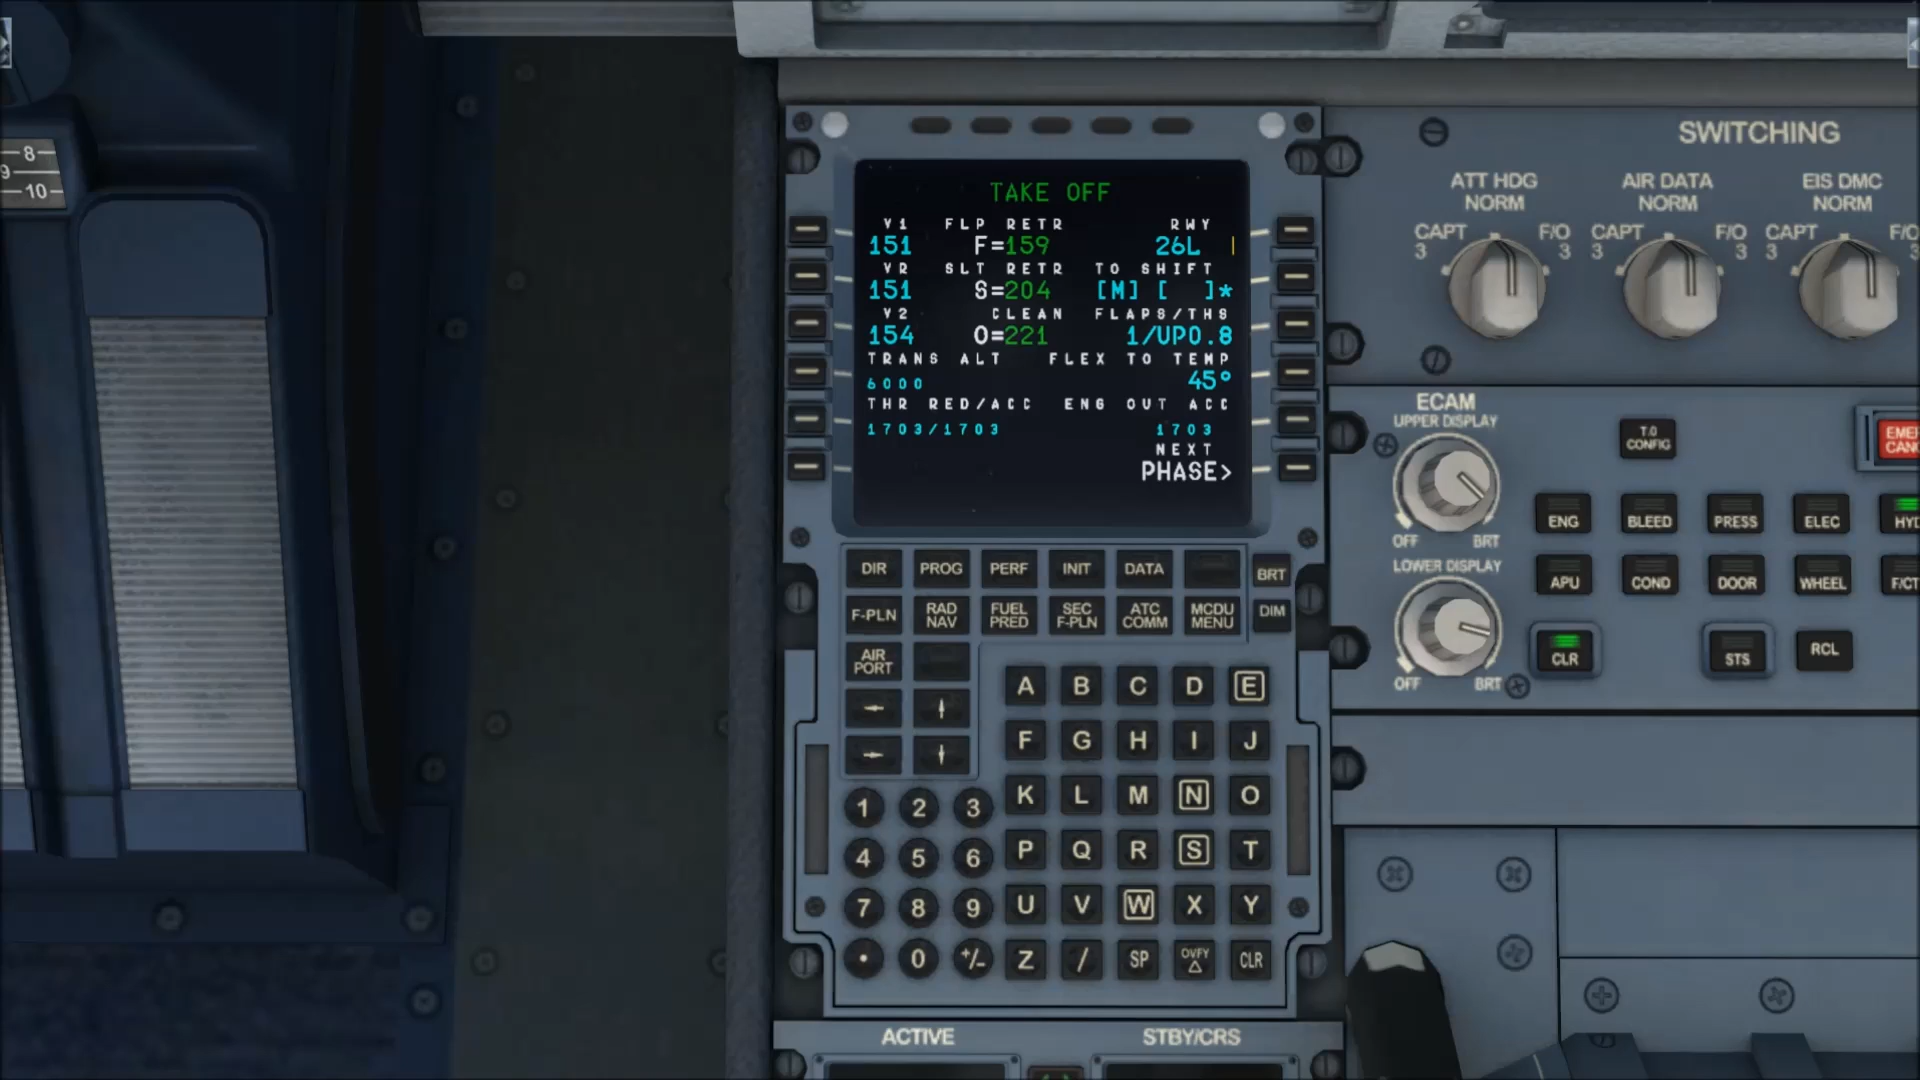 8
9
10
TAKE OFF
V1 FLP RETR RWY
151 F=159 26L
VR SLT RETR TO SHIFT
151 S=204 [M] [ ]*
V2 CLEAN FLAPS/THS
154 O=221 1/UP0.8
TRANS ALT FLEX TO TEMP
6000 45°
THR RED/ACC ENG OUT ACC
1703/1703 1703
NEXT
PHASE>
DIR PROG PERF INIT DATA BRT
F-PLN RAD NAV FUEL PRED SEC F-PLN ATC COMM MCDU MENU DIM
AIR PORT
A B C D E
F G H I J
1 2 3 K L M N O
4 5 6 P Q R S T
7 8 9 U V W X Y
. 0 +/- Z / SP OVFY △ CLR
ACTIVE STBY/CRS
SWITCHING
ATT HDG AIR DATA EIS DMC
NORM NORM NORM
CAPT F/O CAPT F/O CAPT F/O
3 3 3 3 3 3
ECAM
UPPER DISPLAY
OFF BRT
LOWER DISPLAY
OFF BRT
T.O CONFIG
ENG BLEED PRESS ELEC HYD
APU COND DOOR WHEEL
CLR STS RCL